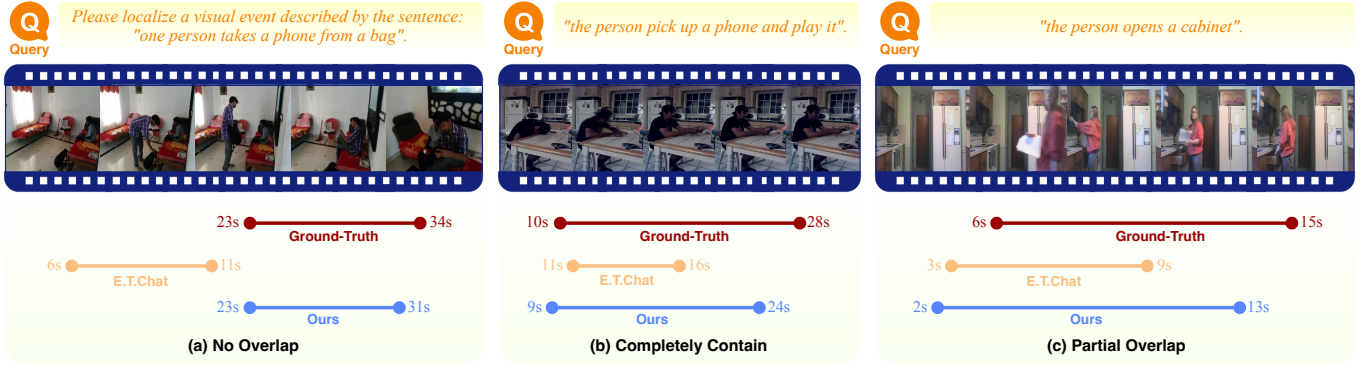 Q
Query
Please localize a visual event described by the sentence:
"one person takes a phone from a bag".
23s
34s
Ground-Truth
6s
11s
E.T.Chat
23s
31s
Ours
(a) No Overlap
Q
Query
"the person pick up a phone and play it".
10s
28s
Ground-Truth
11s
16s
E.T.Chat
9s
24s
Ours
(b) Completely Contain
Q
Query
"the person opens a cabinet".
6s
15s
Ground-Truth
3s
9s
E.T.Chat
2s
13s
Ours
(c) Partial Overlap